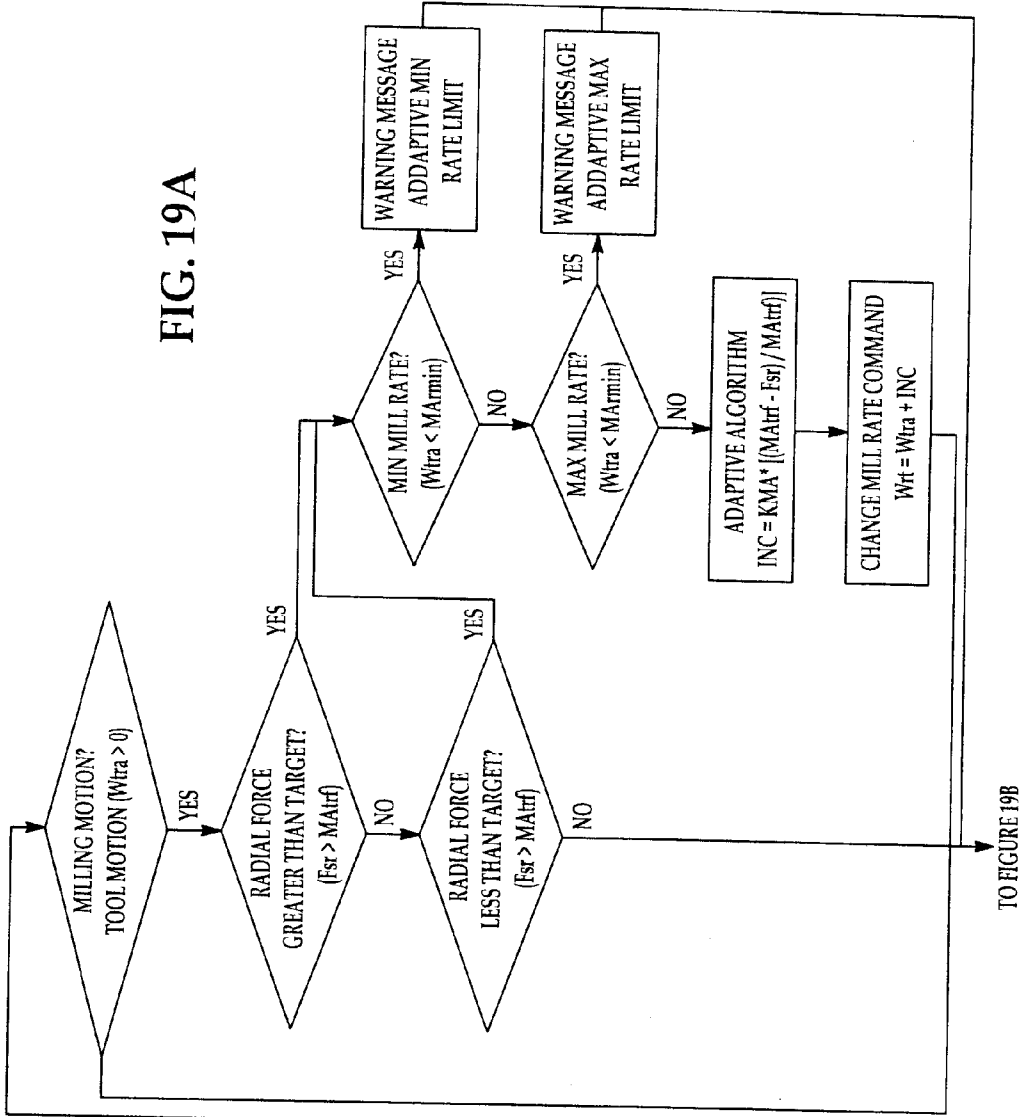 FIG. 19A
MILLING MOTION?
TOOL MOTION (Wtra > 0)
YES
RADIAL FORCE
GREATER THAN TARGET?
(Fsr > MAtrf)
YES
NO
RADIAL FORCE
LESS THAN TARGET?
(Fsr > MAtrf)
YES
NO
MIN MILL RATE?
(Wtra < MArmin)
YES
NO
WARNING MESSAGE
ADDAPTIVE MIN
RATE LIMIT
MAX MILL RATE?
(Wtra < MArmin)
YES
NO
WARNING MESSAGE
ADDAPTIVE MAX
RATE LIMIT
ADAPTIVE ALGORITHM
INC = KMA* [(MAtrf - Fsr) / MAtrf)]
CHANGE MILL RATE COMMAND
Wrt = Wtra + INC
TO FIGURE 19B